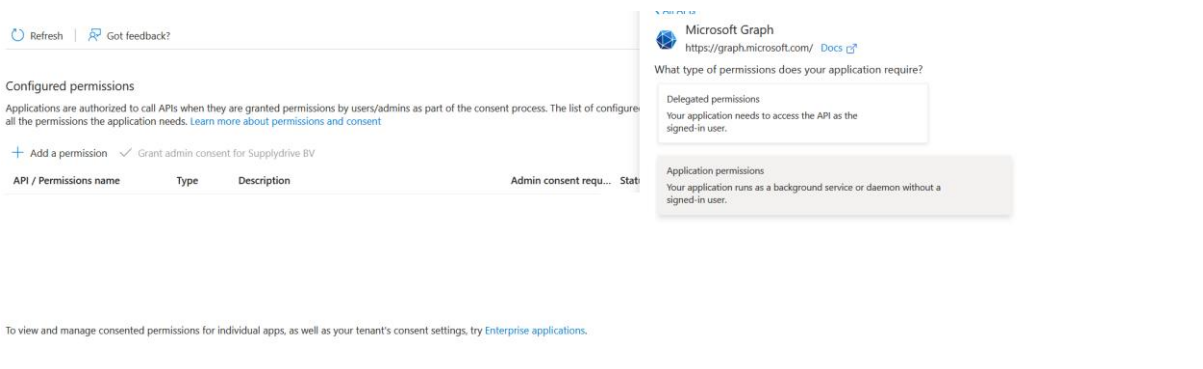 Refresh
Got feedback?
Configured permissions
Applications are authorized to call APIs when they are granted permissions by users/admins as part of the consent process. The list of configure
all the permissions the application needs. Learn more about permissions and consent
Add a permission
Grant admin consent for Supplydrive BV
API / Permissions name Type Description Admin consent requ... Stat
To view and manage consented permissions for individual apps, as well as your tenant's consent settings, try Enterprise applications.
Microsoft Graph
https://graph.microsoft.com/ Docs
What type of permissions does your application require?
Delegated permissions
Your application needs to access the API as the
signed-in user.
Application permissions
Your application runs as a background service or daemon without a
signed-in user.